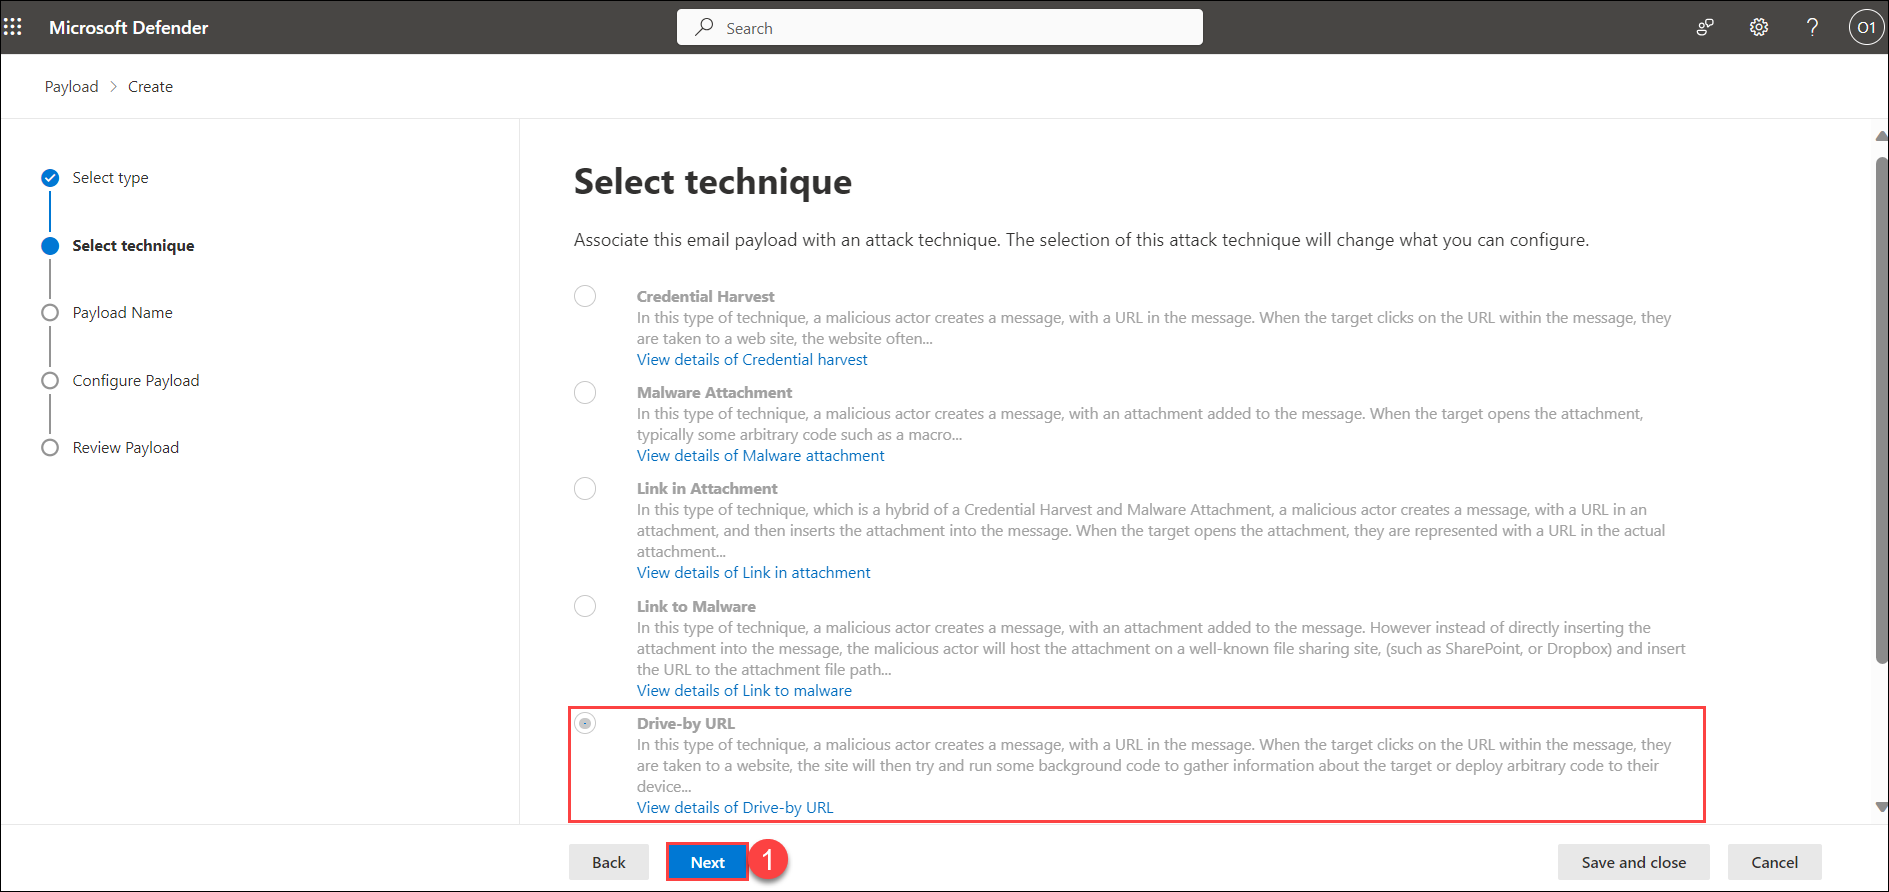 Microsoft Defender
Search
O1
Payload > Create
Select type
Select technique
Payload Name
Configure Payload
Review Payload
Select technique
Associate this email payload with an attack technique. The selection of this attack technique will change what you can configure.
Credential Harvest
In this type of technique, a malicious actor creates a message, with a URL in the message. When the target clicks on the URL within the message, they
are taken to a web site, the website often...
View details of Credential harvest
Malware Attachment
In this type of technique, a malicious actor creates a message, with an attachment added to the message. When the target opens the attachment,
typically some arbitrary code such as a macro...
View details of Malware attachment
Link in Attachment
In this type of technique, which is a hybrid of a Credential Harvest and Malware Attachment, a malicious actor creates a message, with a URL in an
attachment, and then inserts the attachment into the message. When the target opens the attachment, they are represented with a URL in the actual
attachment...
View details of Link in attachment
Link to Malware
In this type of technique, a malicious actor creates a message, with an attachment added to the message. However instead of directly inserting the
attachment into the message, the malicious actor will host the attachment on a well-known file sharing site, (such as SharePoint, or Dropbox) and insert
the URL to the attachment file path...
View details of Link to malware
Drive-by URL
In this type of technique, a malicious actor creates a message, with a URL in the message. When the target clicks on the URL within the message, they
are taken to a website, the site will then try and run some background code to gather information about the target or deploy arbitrary code to their
device...
View details of Drive-by URL
Back
Next
1
Save and close
Cancel